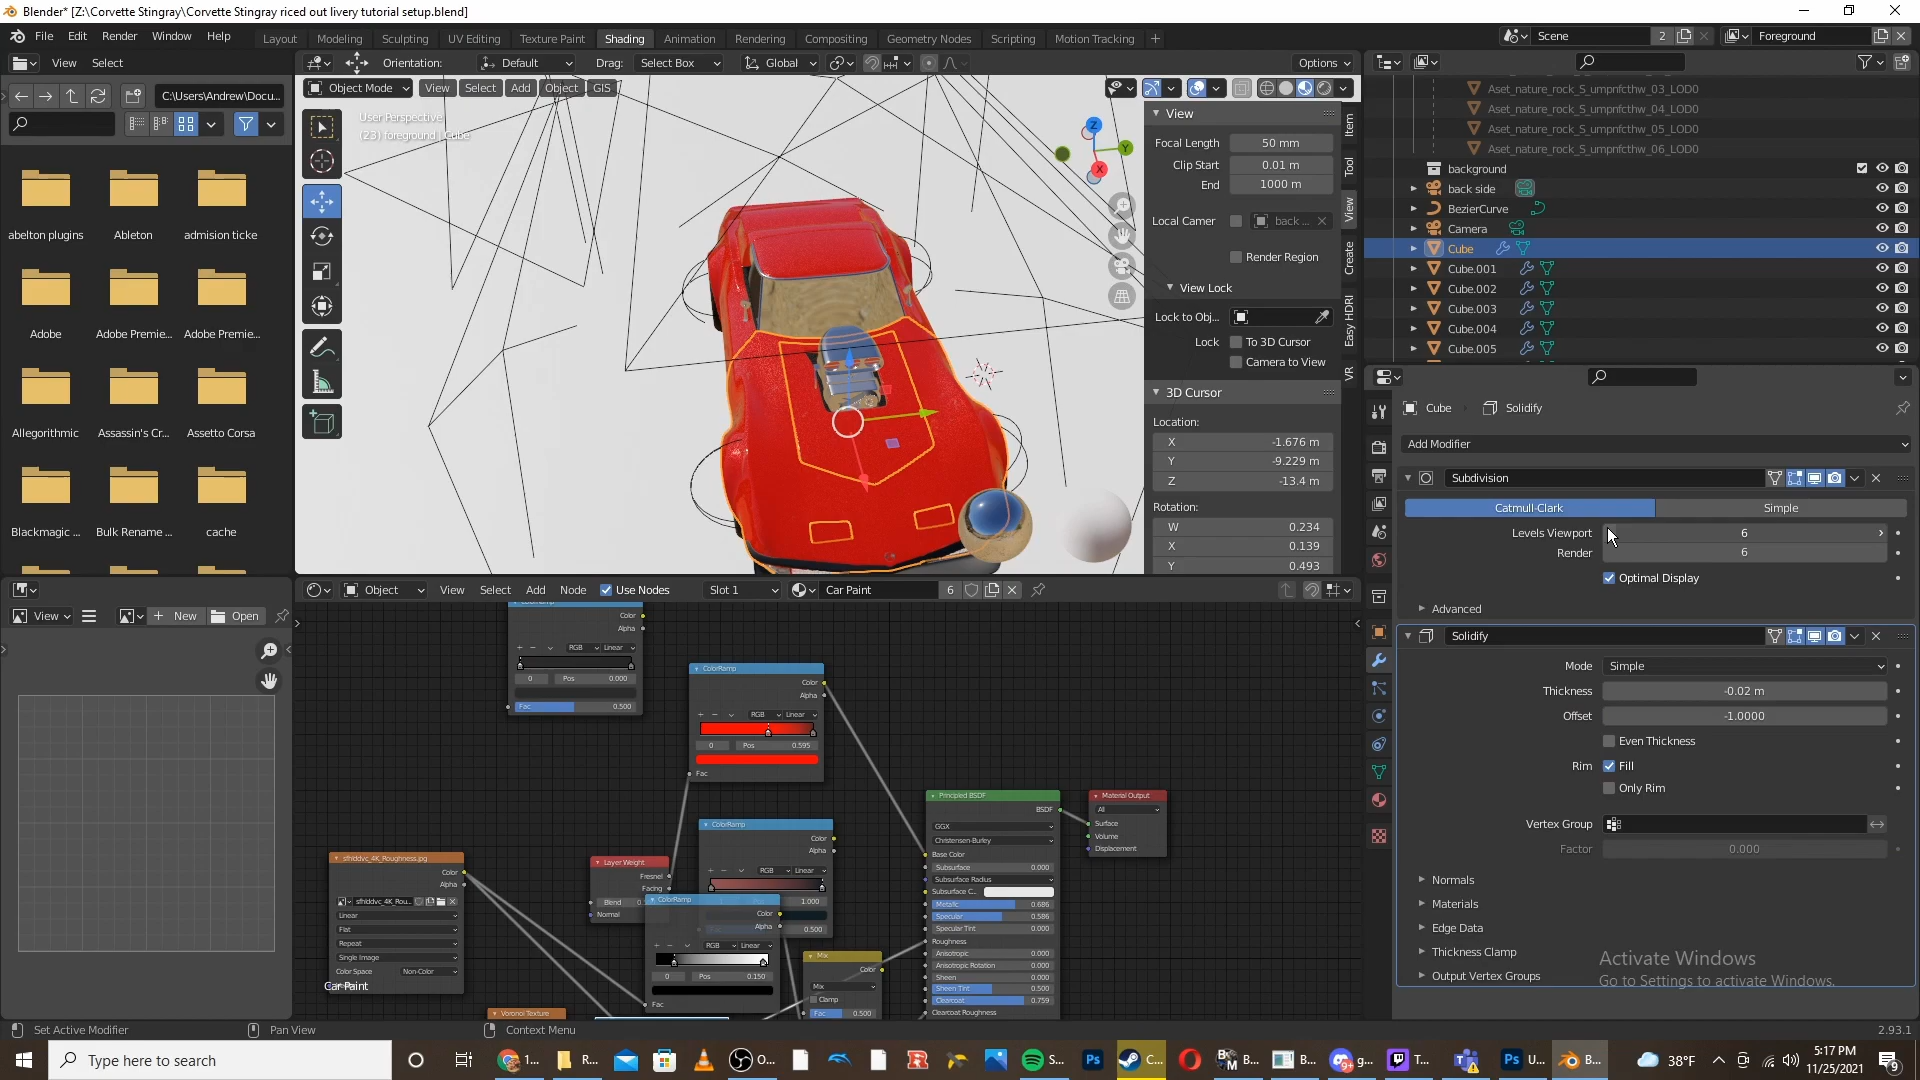 Blender* [Z:\Corvette Stingray\Corvette Stingray riced out livery tutorial setup.blend]
File Edit Render Window Help
Layout Modeling Sculpting UV Editing Texture Paint Shading Animation Rendering Compositing Geometry Nodes Scripting Motion Tracking +
Scene 2
Foreground
View Select
Orientation: Default Drag: Select Box Global Options
C:\Users\Andrew\Docu...
Object Mode View Select Add Object GIS
User Perspective
(23) foreground | Cube
abelton plugins Ableton admision ticke
Adobe Adobe Premie... Adobe Premie...
Allegorithmic Assassin's Cr... Assetto Corsa
Blackmagic ... Bulk Rename ... cache
Z
Y
X
View
Focal Length 50 mm
Clip Start 0.01 m
End 1000 m
Local Camer back ...
Render Region
View Lock
Lock to Obj...
Lock To 3D Cursor
Camera to View
3D Cursor
Location:
X -1.676 m
Y -9.229 m
Z -13.4 m
Rotation:
W 0.234
X 0.139
Y 0.493
Item
Tool
View
Create
Easy HDRI
VR
Aset_nature_rock_S_umpnfcthw_03_LOD0
Aset_nature_rock_S_umpnfcthw_04_LOD0
Aset_nature_rock_S_umpnfcthw_05_LOD0
Aset_nature_rock_S_umpnfcthw_06_LOD0
background
back side
BezierCurve
Camera
Cube
Cube.001
Cube.002
Cube.003
Cube.004
Cube.005
Cube Solidify
Add Modifier
Subdivision
Catmull-Clark Simple
Levels Viewport 6
Render 6
Optimal Display
Advanced
Solidify
Mode Simple
Thickness -0.02 m
Offset -1.0000
Even Thickness
Rim Fill
Only Rim
Vertex Group
Factor 0.000
Normals
Materials
Edge Data
Thickness Clamp
Output Vertex Groups
Activate Windows
Go to Settings to activate Windows.
View New Open
Object View Select Add Node Use Nodes Slot 1 Car Paint 6
ColorRamp
Color
Alpha
RGB Linear
0 Pos 0.000
Fac 0.500
ColorRamp
Color
Alpha
RGB Linear
0 Pos 0.595
Fac
ColorRamp
Color
Alpha
RGB Linear
1.000
0.500
Layer Weight
Fresnel
Facing
Blend
Normal
ColorRamp
Color
Alpha
RGB Linear
0 Pos 0.150
Fac
Mix
Color
Mix
Clamp
Fac 0.500
sfhlddvc_4K_Roughness.jpg
Color
Alpha
sfhlddvc_4K_Rou...
Linear
Flat
Repeat
Single Image
Color Space Non-Color
Car Paint
Voronoi Texture
Principled BSDF
BSDF
GGX
Christensen-Burley
Base Color
Subsurface 0.000
Subsurface Radius
Subsurface C...
Metallic 0.686
Specular 0.586
Specular Tint 0.000
Roughness
Anisotropic 0.000
Anisotropic Rotation 0.000
Sheen 0.000
Sheen Tint 0.500
Clearcoat 0.759
Clearcoat Roughness
Material Output
All
Surface
Volume
Displacement
Set Active Modifier Pan View Context Menu 2.93.1
Type here to search
1... R... O... S... C... B... B... g... T... U... B...
38°F
5:17 PM
11/25/2021
9